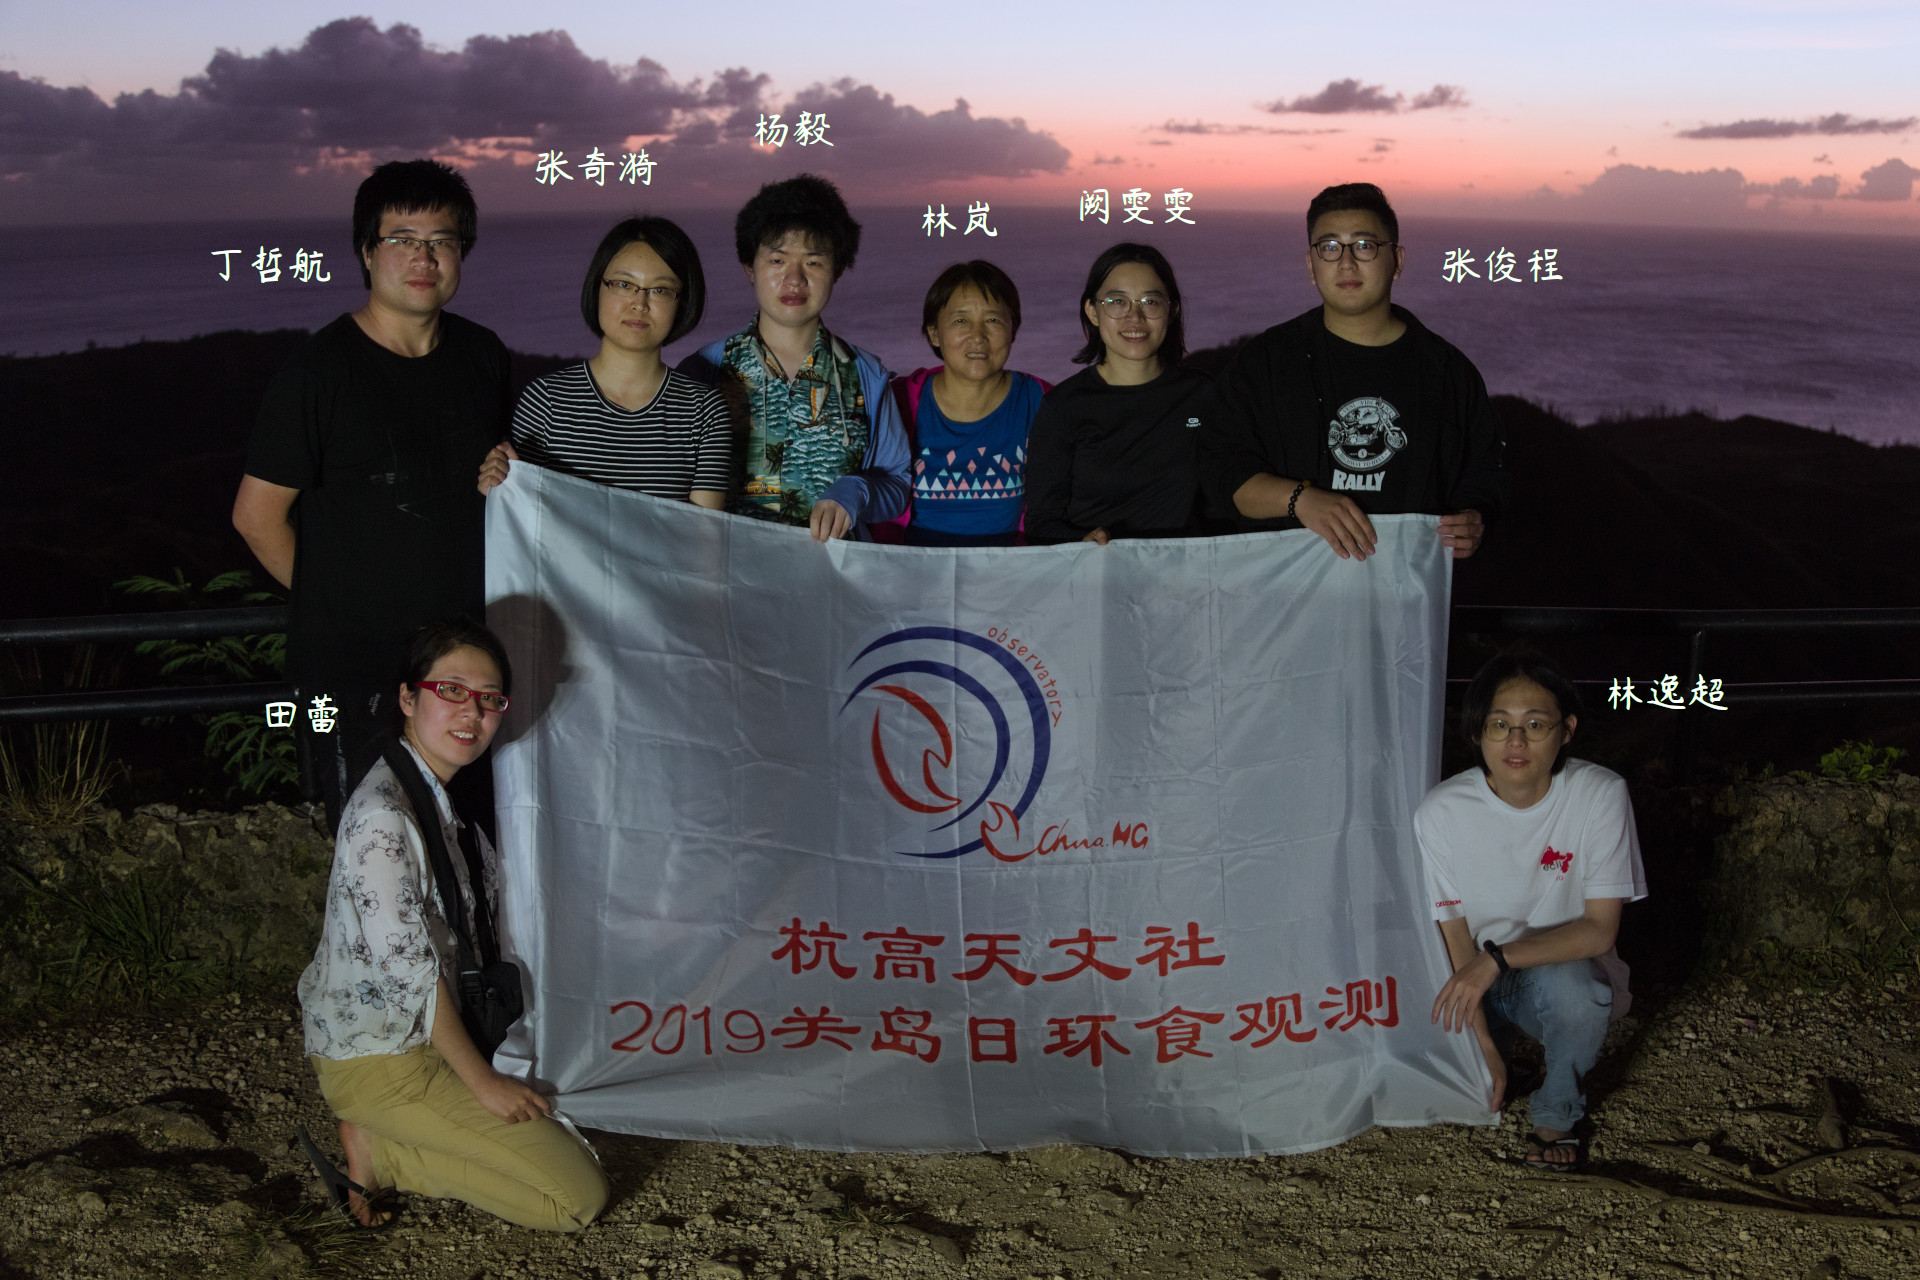 杨毅
张奇漪
林岚
阙雯雯
丁哲航
张俊程
RALLY
田蕾
林逸超
observatory
China.HG
杭高天文社
2019关岛日环食观测